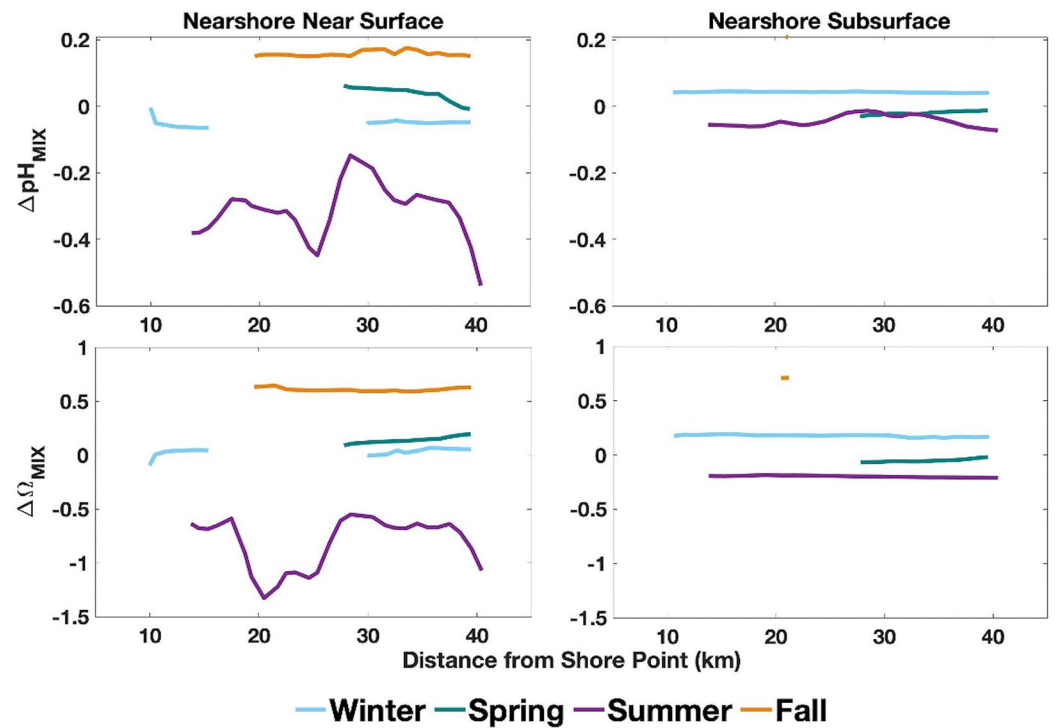 Nearshore Near Surface
Nearshore Subsurface
ΔpH_MIX
0.2
0
-0.2
-0.4
-0.6
10 20 30 40
0.2
0
-0.2
-0.4
-0.6
10 20 30 40
ΔΩ_MIX
1
0.5
0
-0.5
-1
-1.5
10 20 30 40
1
0.5
0
-0.5
-1
-1.5
10 20 30 40
Distance from Shore Point (km)
Winter Spring Summer Fall